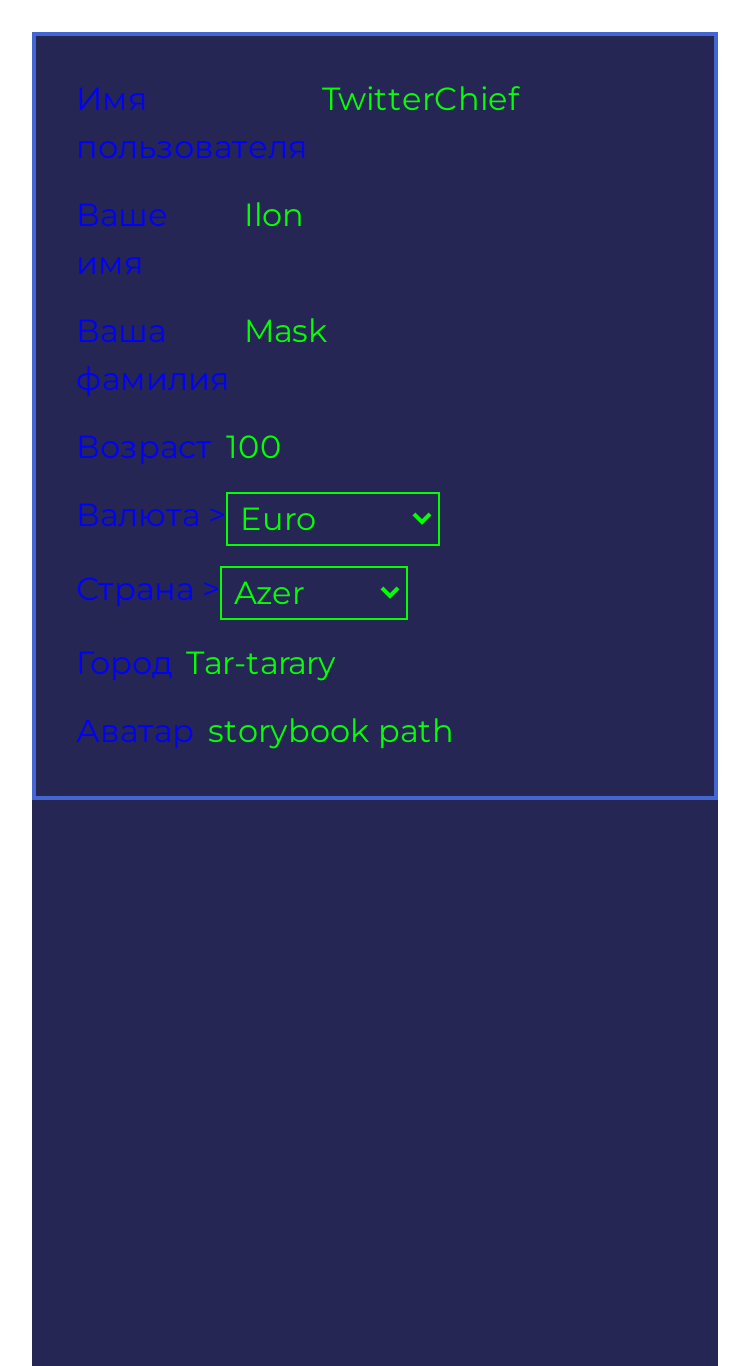 Имя TwitterChief
пользователя
Ваше Ilon
имя
Ваша Mask
фамилия
Возраст 100
Валюта > Euro
Страна > Azer
Город Tar-tarary
Аватар storybook path